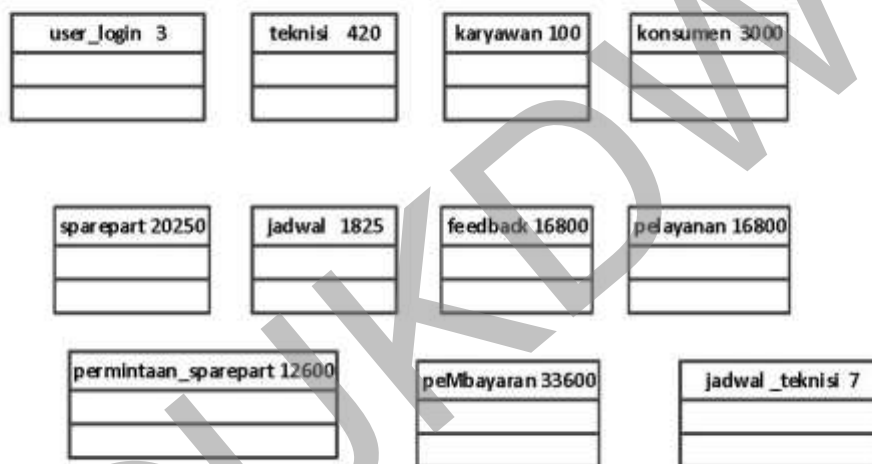 user_login 3
teknisi 420
karyawan 100
konsumen 3000
sparepart 20250
jadwal 1825
feedback 16800
pelayanan 16800
permintaan_sparepart 12600
peMbayaran 33600
jadwal _teknisi 7
UKDW